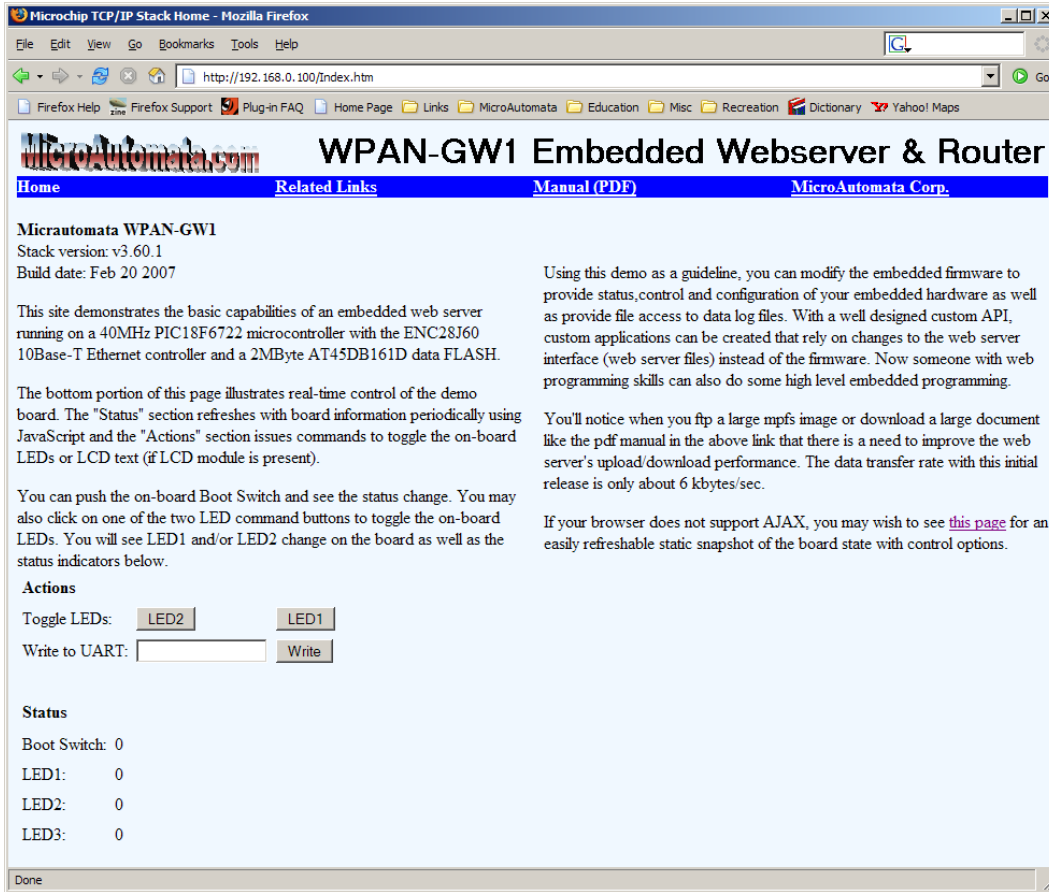 Microchip TCP/IP Stack Home - Mozilla Firefox
File Edit View Go Bookmarks Tools Help
G
http://192.168.0.100/Index.htm
Go
Firefox Help Firefox Support Plug-in FAQ Home Page Links MicroAutomata Education Misc Recreation Dictionary Yahoo! Maps
MicroAutomata.com
WPAN-GW1 Embedded Webserver & Router
Home Related Links Manual (PDF) MicroAutomata Corp.
Micrautomata WPAN-GW1
Stack version: v3.60.1
Build date: Feb 20 2007
This site demonstrates the basic capabilities of an embedded web server
running on a 40MHz PIC18F6722 microcontroller with the ENC28J60
10Base-T Ethernet controller and a 2MByte AT45DB161D data FLASH.
The bottom portion of this page illustrates real-time control of the demo
board. The "Status" section refreshes with board information periodically using
JavaScript and the "Actions" section issues commands to toggle the on-board
LEDs or LCD text (if LCD module is present).
You can push the on-board Boot Switch and see the status change. You may
also click on one of the two LED command buttons to toggle the on-board
LEDs. You will see LED1 and/or LED2 change on the board as well as the
status indicators below.
Using this demo as a guideline, you can modify the embedded firmware to
provide status,control and configuration of your embedded hardware as well
as provide file access to data log files. With a well designed custom API,
custom applications can be created that rely on changes to the web server
interface (web server files) instead of the firmware. Now someone with web
programming skills can also do some high level embedded programming.
You'll notice when you ftp a large mpfs image or download a large document
like the pdf manual in the above link that there is a need to improve the web
server's upload/download performance. The data transfer rate with this initial
release is only about 6 kbytes/sec.
If your browser does not support AJAX, you may wish to see this page for an
easily refreshable static snapshot of the board state with control options.
Actions
Toggle LEDs: LED2 LED1
Write to UART: Write
Status
Boot Switch: 0
LED1: 0
LED2: 0
LED3: 0
Done